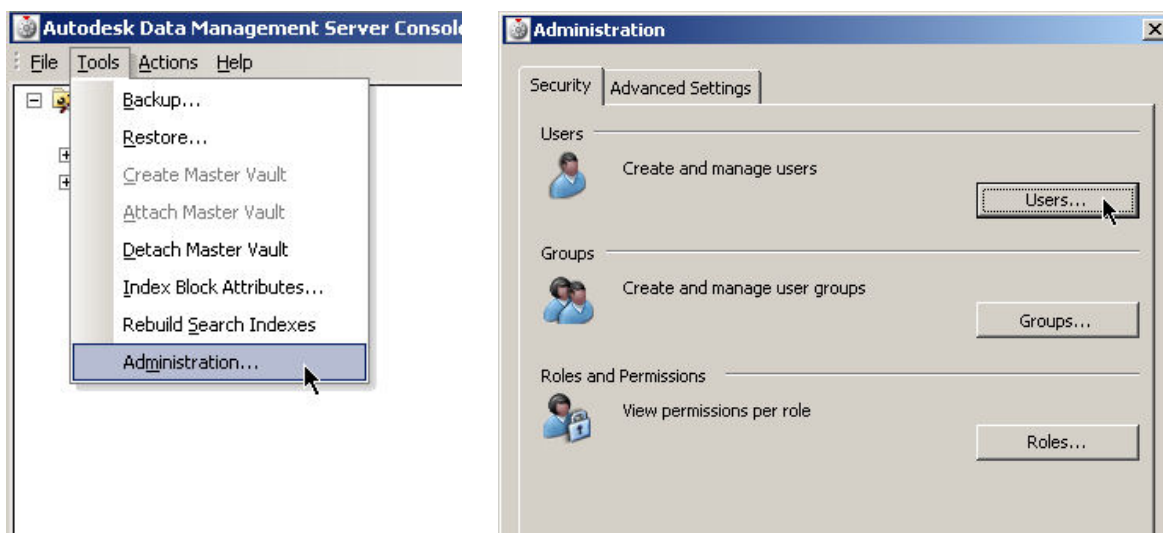 Autodesk Data Management Server Console
File Tools Actions Help
Backup...
Restore...
Create Master Vault
Attach Master Vault
Detach Master Vault
Index Block Attributes...
Rebuild Search Indexes
Administration...
Administration
Security Advanced Settings
Users
Create and manage users
Users...
Groups
Create and manage user groups
Groups...
Roles and Permissions
View permissions per role
Roles...